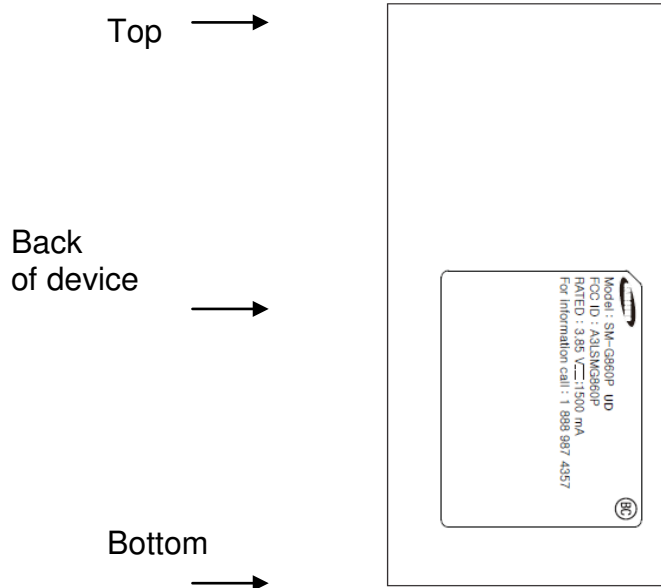 Top
Back
of device
Model : SM-G860P UD
FCC ID : A3LSMG860P
RATED : 3.85 V⎓;1500 mA
For information call : 1 888 987 4357
BC
Bottom